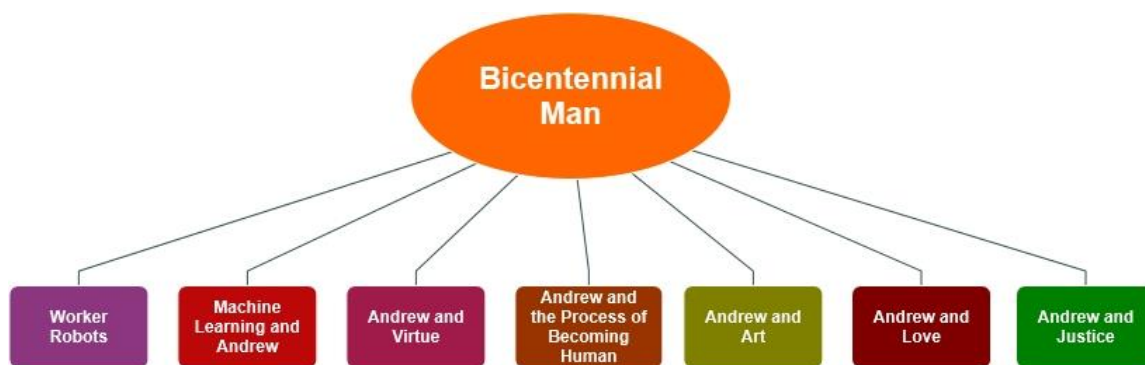 Bicentennial
Man
Worker
Robots
Machine
Learning and
Andrew
Andrew and
Virtue
Andrew and
the Process of
Becoming
Human
Andrew and
Art
Andrew and
Love
Andrew and
Justice